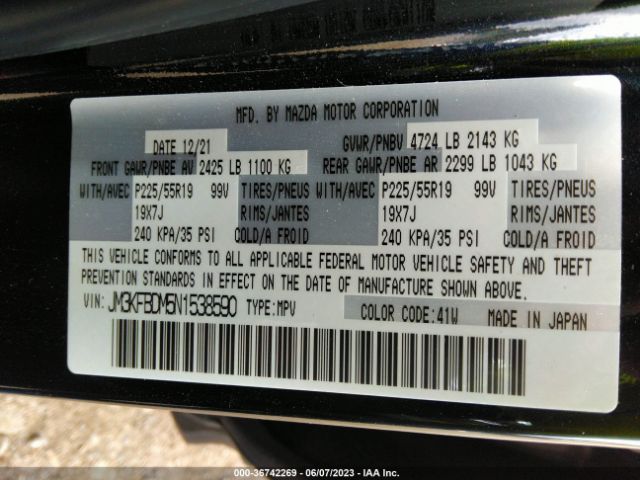 MFD. BY MAZDA MOTOR CORPORATION
DATE 12/21 GVWR/PNBV 4724 LB 2143 KG
FRONT GAWR/PNBE AV 2425 LB 1100 KG REAR GAWR/PNBE AR 2299 LB 1043 KG
WITH/AVEC P225/55R19 99V TIRES/PNEUS WITH/AVEC P225/55R19 99V TIRES/PNEUS
19X7J RIMS/JANTES 19X7J RIMS/JANTES
240 KPA/35 PSI COLD/A FROID 240 KPA/35 PSI COLD/A FROID
THIS VEHICLE CONFORMS TO ALL APPLICABLE FEDERAL MOTOR VEHICLE SAFETY AND THEFT
PREVENTION STANDARDS IN EFFECT ON THE DATE OF MANUFACTURE SHOWN ABOVE.
VIN: JM3KFBDM5N1538590 TYPE:MPV COLOR CODE:41W MADE IN JAPAN
000-36742269 - 06/07/2023 - IAA Inc.